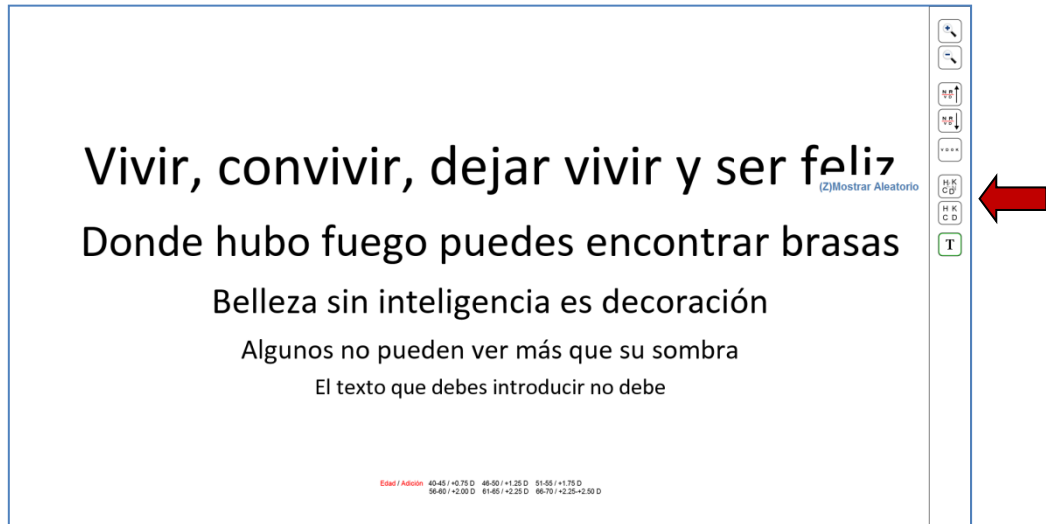 Vivir, convivir, dejar vivir y ser feliz
(Z)Mostrar Aleatorio
Donde hubo fuego puedes encontrar brasas
Belleza sin inteligencia es decoración
Algunos no pueden ver más que su sombra
El texto que debes introducir no debe
Edad / Adición 40-45 / +0.75 D 46-50 / +1.25 D 51-55 / +1.75 D
56-60 / +2.00 D 61-65 / +2.25 D 66-70 / +2.25-+2.50 D
N R
V D
N R
V D
H K
C D
H K
C D
T